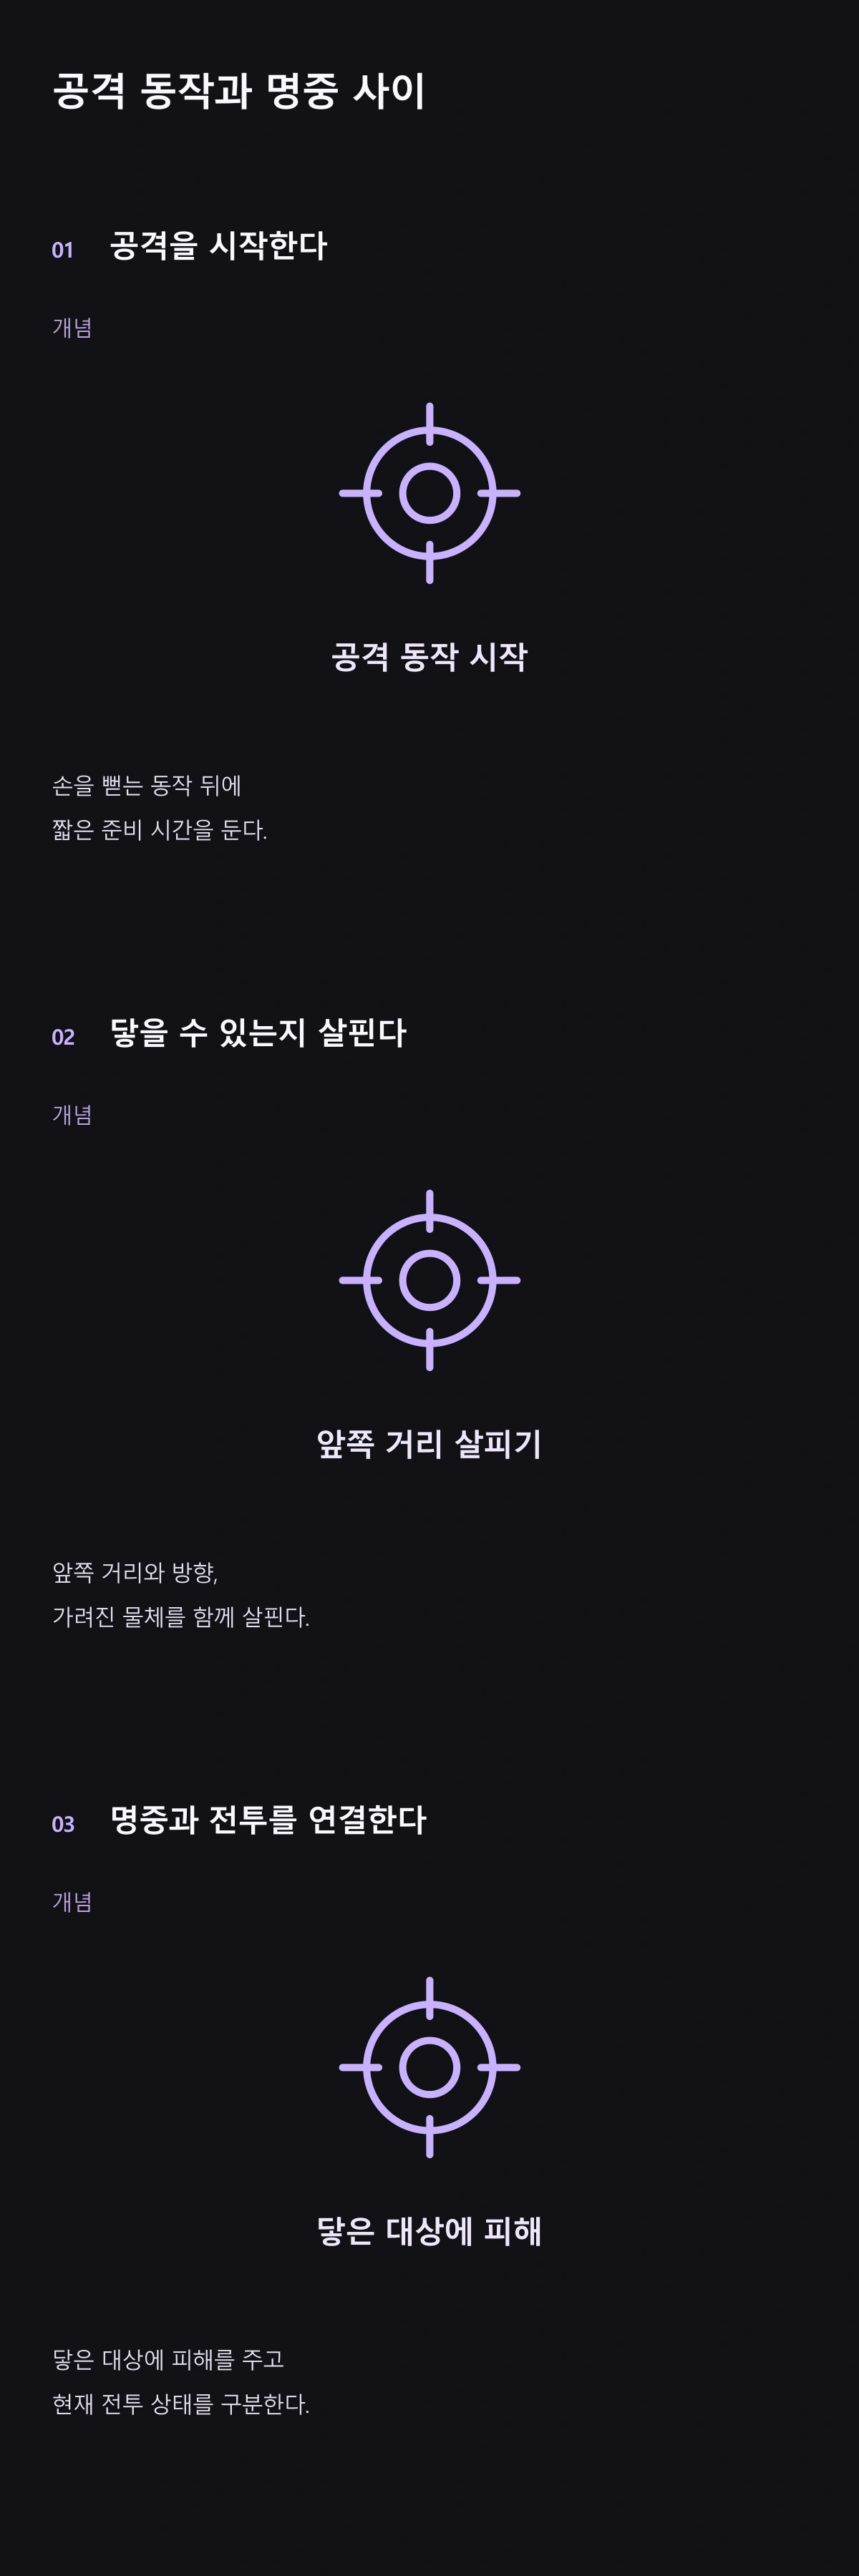 공격 동작과 명중 사이
01 공격을 시작한다
개념
공격 동작 시작
손을 뻗는 동작 뒤에
짧은 준비 시간을 둔다.
02 닿을 수 있는지 살핀다
개념
앞쪽 거리 살피기
앞쪽 거리와 방향,
가려진 물체를 함께 살핀다.
03 명중과 전투를 연결한다
개념
닿은 대상에 피해
닿은 대상에 피해를 주고
현재 전투 상태를 구분한다.